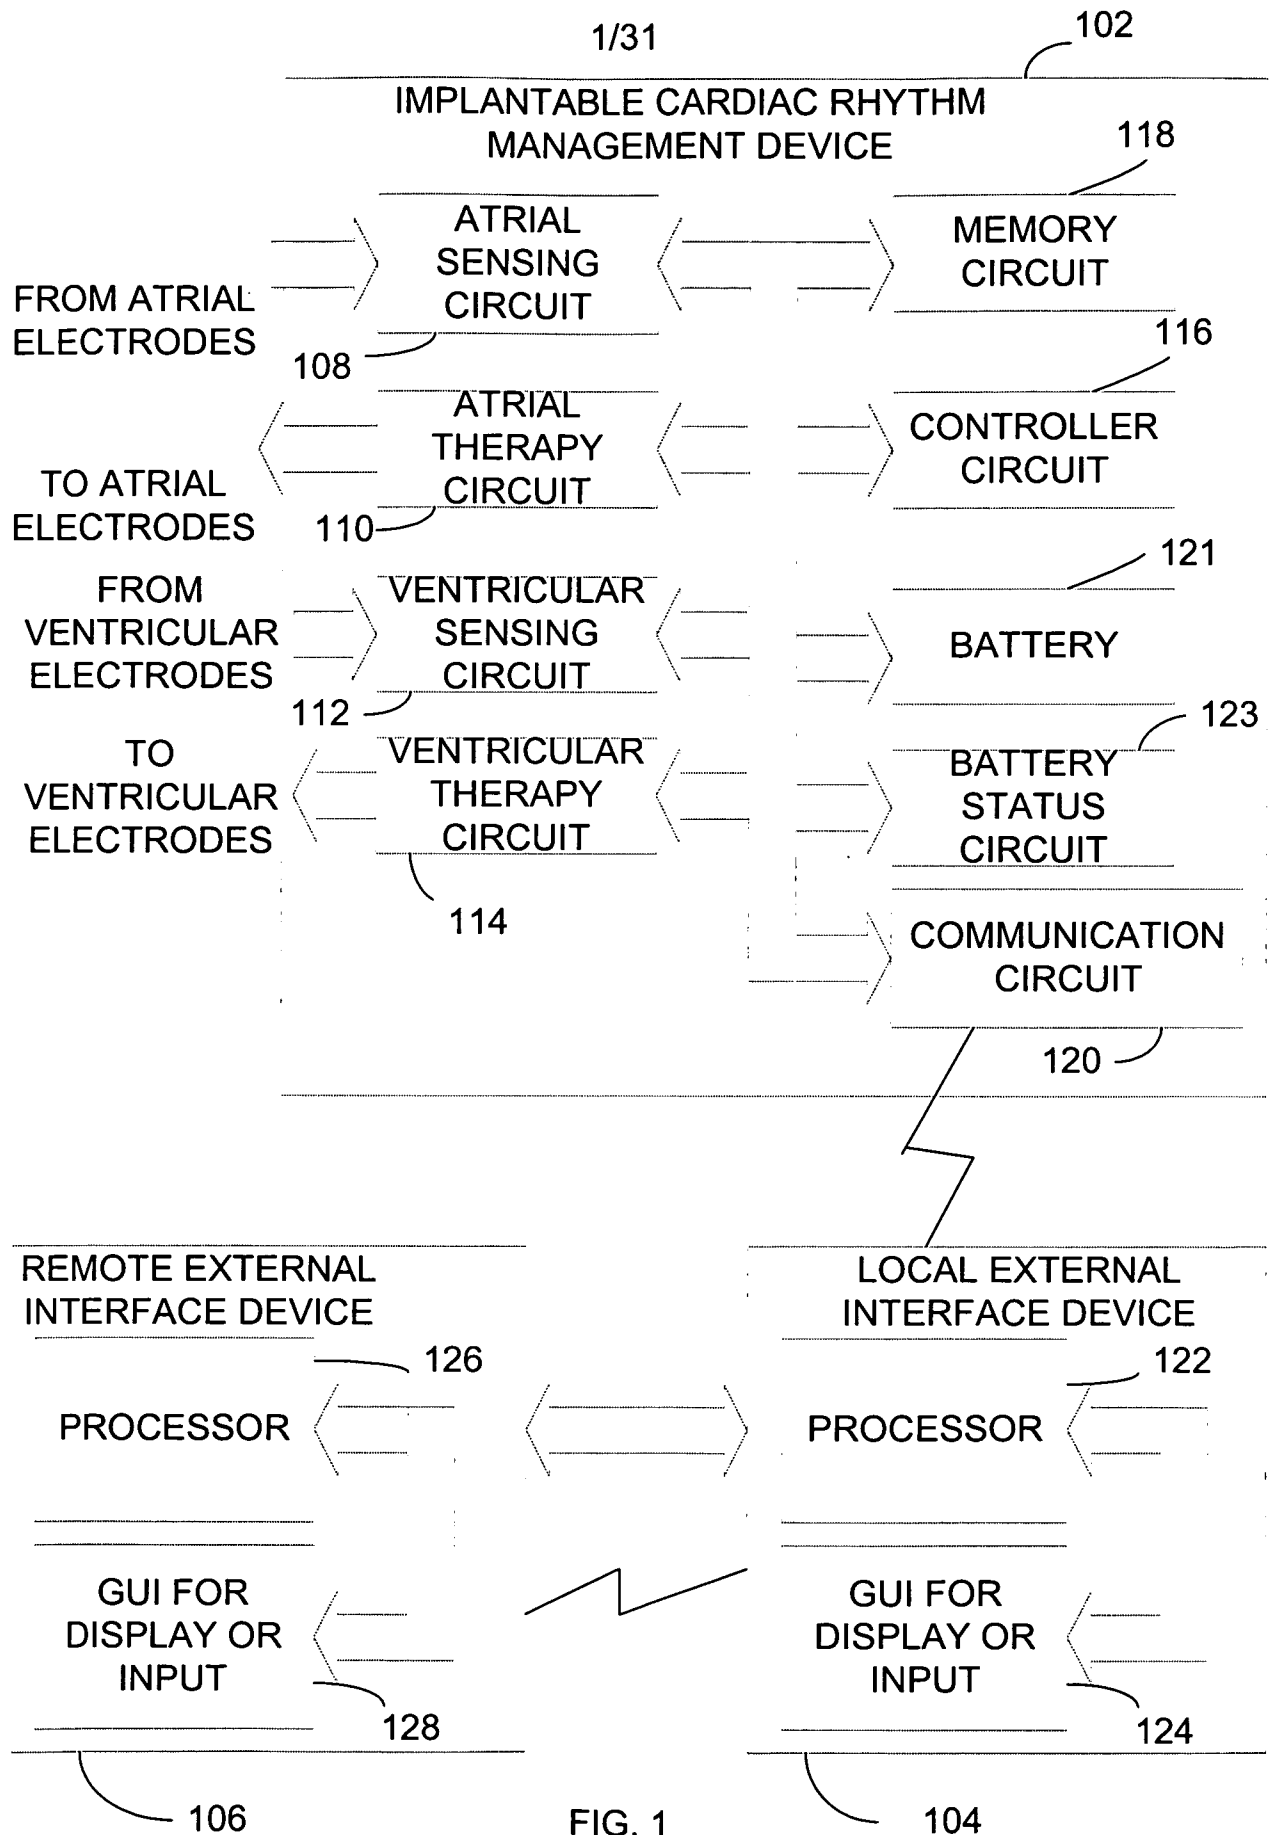 1/31
102
IMPLANTABLE CARDIAC RHYTHM
MANAGEMENT DEVICE
118
ATRIAL
SENSING
CIRCUIT
MEMORY
CIRCUIT
FROM ATRIAL
ELECTRODES
108
116
ATRIAL
THERAPY
CIRCUIT
CONTROLLER
CIRCUIT
TO ATRIAL
ELECTRODES
110
121
FROM
VENTRICULAR
ELECTRODES
VENTRICULAR
SENSING
CIRCUIT
BATTERY
112
123
TO
VENTRICULAR
ELECTRODES
VENTRICULAR
THERAPY
CIRCUIT
BATTERY
STATUS
CIRCUIT
114
COMMUNICATION
CIRCUIT
120
REMOTE EXTERNAL
INTERFACE DEVICE
LOCAL EXTERNAL
INTERFACE DEVICE
126
122
PROCESSOR
PROCESSOR
GUI FOR
DISPLAY OR
INPUT
GUI FOR
DISPLAY OR
INPUT
128
124
106
FIG. 1
104